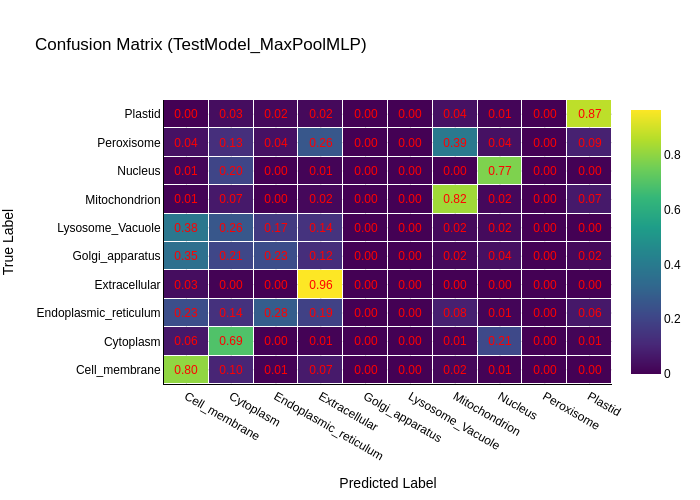 Confusion Matrix (TestModel_MaxPoolMLP)
Plastid 0.00 0.03 0.02 0.02 0.00 0.00 0.04 0.01 0.00 0.87
Peroxisome 0.04 0.13 0.04 0.00 0.00 0.39 0.04 0.00 0.09
Nucleus 0.01 0.20 0.00 0.01 0.00 0.00 0.00 0.77 0.00 0.00
Mitochondrion 0.01 0.07 0.00 0.02 0.00 0.00 0.82 0.02 0.00 0.07
Lysosome_Vacuole 0.38 0.17 0.14 0.00 0.00 0.02 0.02 0.00 0.00
Golgi_apparatus 0.35 0.12 0.00 0.00 0.02 0.04 0.00 0.02
Extracellular 0.03 0.00 0.00 0.96 0.00 0.00 0.00 0.00 0.00 0.00
Endoplasmic_reticulum 0.14 0.28 0.00 0.00 0.08 0.01 0.00 0.06
Cytoplasm 0.06 0.69 0.00 0.01 0.00 0.00 0.01 0.21 0.00 0.01
Cell_membrane 0.80 0.10 0.01 0.07 0.00 0.00 0.02 0.01 0.00 0.00
Cell_membrane Cytoplasm Endoplasmic_reticulum Extracellular Golgi_apparatus Lysosome_Vacuole Mitochondrion Nucleus Peroxisome Plastid
Predicted Label
True Label
0.8
0.6
0.4
0.2
0